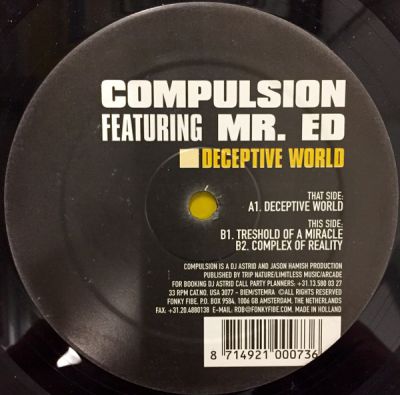 COMPULSION
FEATURING MR. ED
DECEPTIVE WORLD
THAT SIDE:
A1. DECEPTIVE WORLD
THIS SIDE:
B1. TRESHOLD OF A MIRACLE
B2. COMPLEX OF REALITY
COMPULSION IS A DJ ASTRID AND JASON HAMISH PRODUCTION
PUBLISHED BY TRIP NATURE/LIMITLESS MUSIC/ARCADE
FOR BOOKING DJ ASTRID CALL PARTY PLANNERS: +31.13.580 03 27
33 RPM CAT.NO. USA 3077 - BIEM/STEMRA ©ALL RIGHTS RESERVED
FONKY FIBE. P.O. BOX 9584, 1006 GB AMSTERDAM, THE NETHERLANDS
FAX: +31.20.4880138 E-MAIL: ROB@FONKYFIBE.COM. MADE IN HOLLAND
8 714921 000736